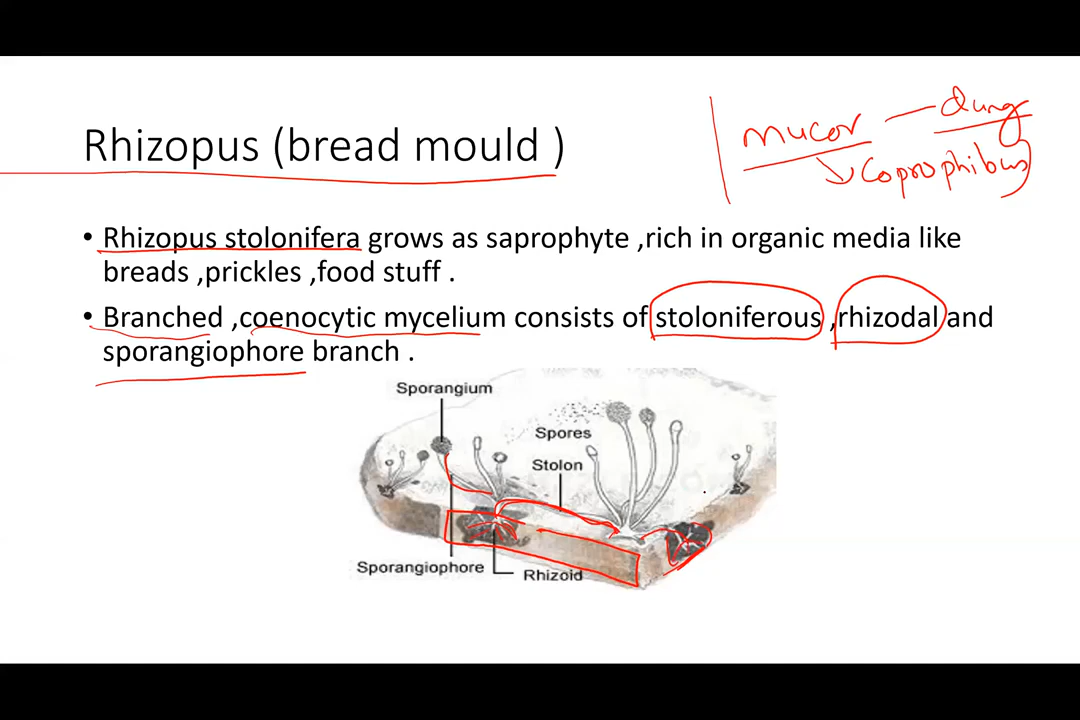 mucor — dung
Coprophibus
Rhizopus (bread mould )
• Rhizopus stolonifera grows as saprophyte ,rich in organic media like
breads ,prickles ,food stuff .
• Branched ,coenocytic mycelium consists of stoloniferous ,rhizodal and
sporangiophore branch .
Sporangium
Spores
Stolon
Sporangiophore
Rhizoid